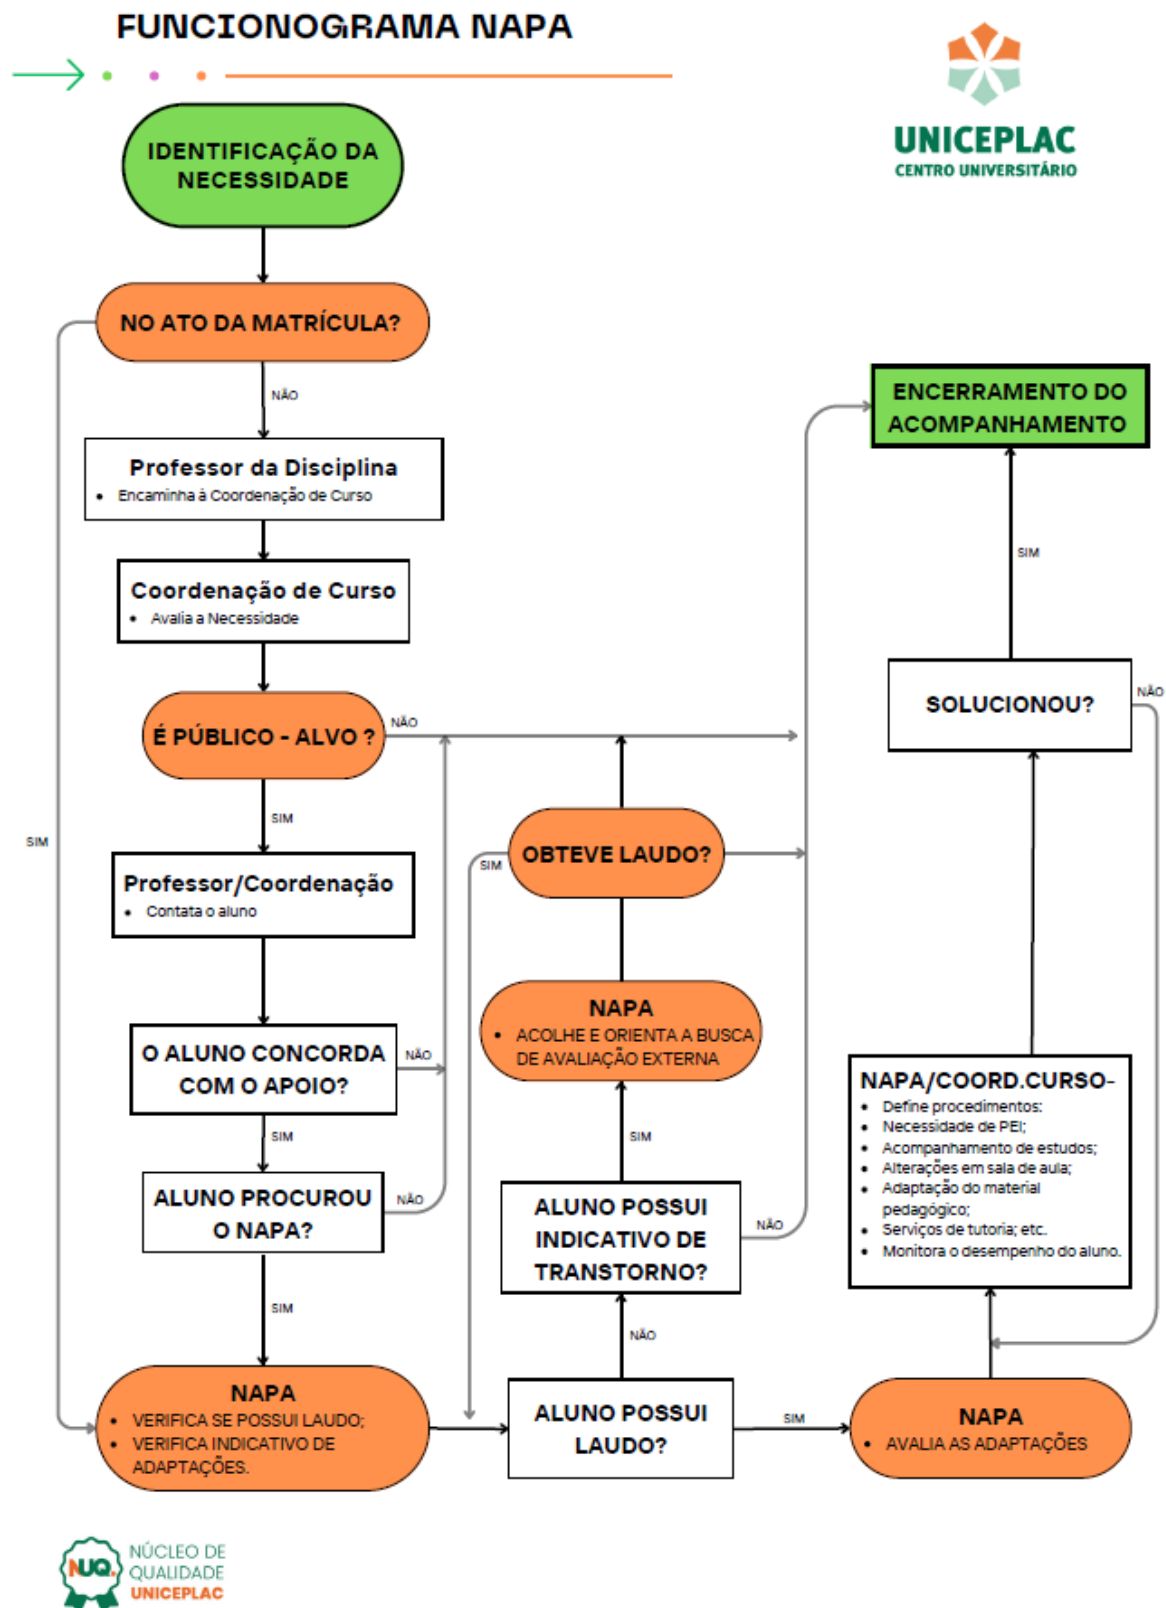 FUNCIONOGRAMA NAPA
UNICEPLAC
CENTRO UNIVERSITÁRIO
IDENTIFICAÇÃO DA
NECESSIDADE
NO ATO DA MATRÍCULA?
NÃO
Professor da Disciplina
• Encaminha à Coordenação de Curso
Coordenação de Curso
• Avalia a Necessidade
É PÚBLICO - ALVO ?
NÃO
SIM
SIM
Professor/Coordenação
• Contata o aluno
O ALUNO CONCORDA
COM O APOIO?
NÃO
SIM
ALUNO PROCUROU
O NAPA?
NÃO
SIM
NAPA
• VERIFICA SE POSSUI LAUDO;
• VERIFICA INDICATIVO DE
ADAPTAÇÕES.
OBTEVE LAUDO?
SIM
NAPA
• ACOLHE E ORIENTA A BUSCA
DE AVALIAÇÃO EXTERNA
SIM
ALUNO POSSUI
INDICATIVO DE
TRANSTORNO?
NÃO
NÃO
ALUNO POSSUI
LAUDO?
SIM
ENCERRAMENTO DO
ACOMPANHAMENTO
SIM
SOLUCIONOU?
NÃO
NAPA/COORD.CURSO-
• Define procedimentos:
• Necessidade de PEI;
• Acompanhamento de estudos;
• Alterações em sala de aula;
• Adaptação do material
pedagógico;
• Serviços de tutoria; etc.
• Monitora o desempenho do aluno.
NAPA
• AVALIA AS ADAPTAÇÕES
NUQ.
NÚCLEO DE
QUALIDADE
UNICEPLAC